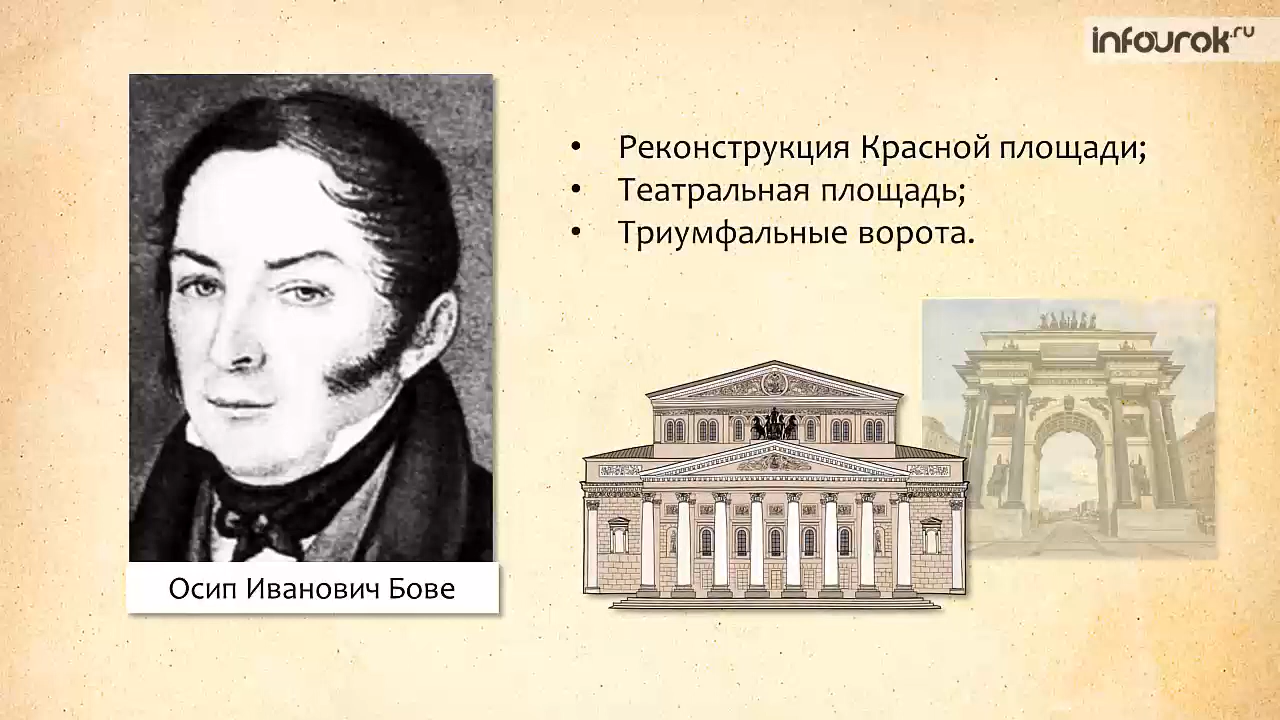 infourok.ru
• Реконструкция Красной площади;
• Театральная площадь;
• Триумфальные ворота.
Осип Иванович Бове